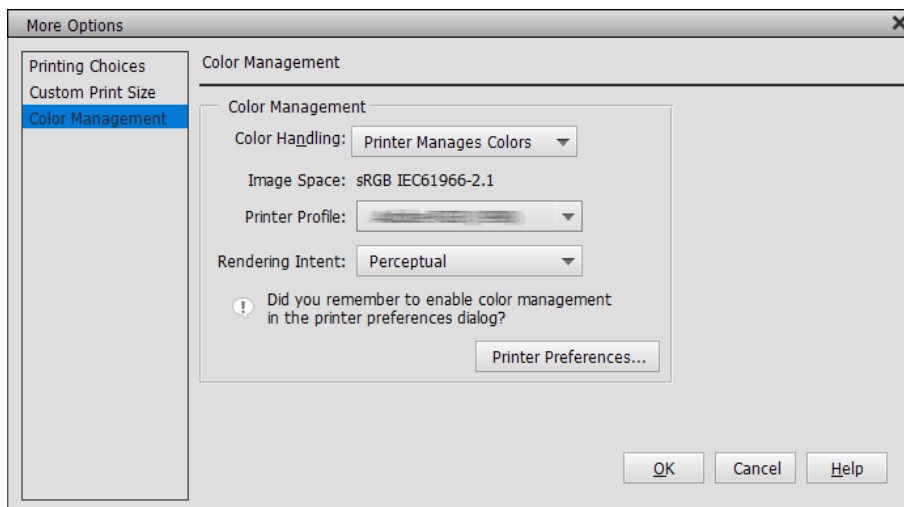 More Options
Printing Choices
Custom Print Size
Color Management
Color Management
Color Management
Color Handling: Printer Manages Colors
Image Space: sRGB IEC61966-2.1
Printer Profile:
Rendering Intent: Perceptual
Did you remember to enable color management
in the printer preferences dialog?
Printer Preferences...
OK Cancel Help